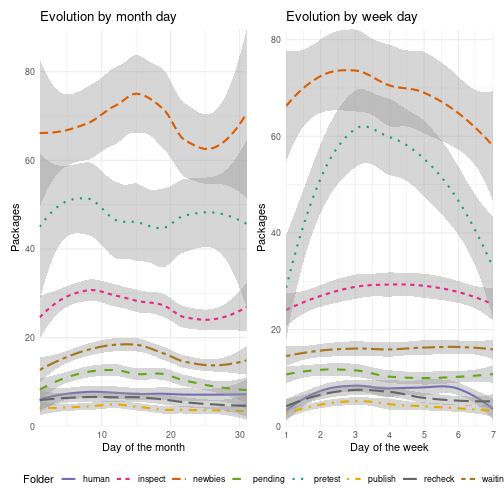 Evolution by month day
Evolution by week day
Packages
80
60
40
20
0
10
20
30
Day of the month
Packages
80
60
40
20
0
1
2
3
4
5
6
7
Day of the week
Folder human inspect newbies pending pretest publish recheck waitin